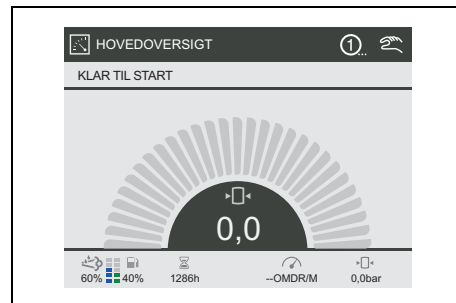 HOVEDOVERSIGT
1...
KLAR TIL START
0,0
60% 40% 1286h --OMDR/M 0,0bar